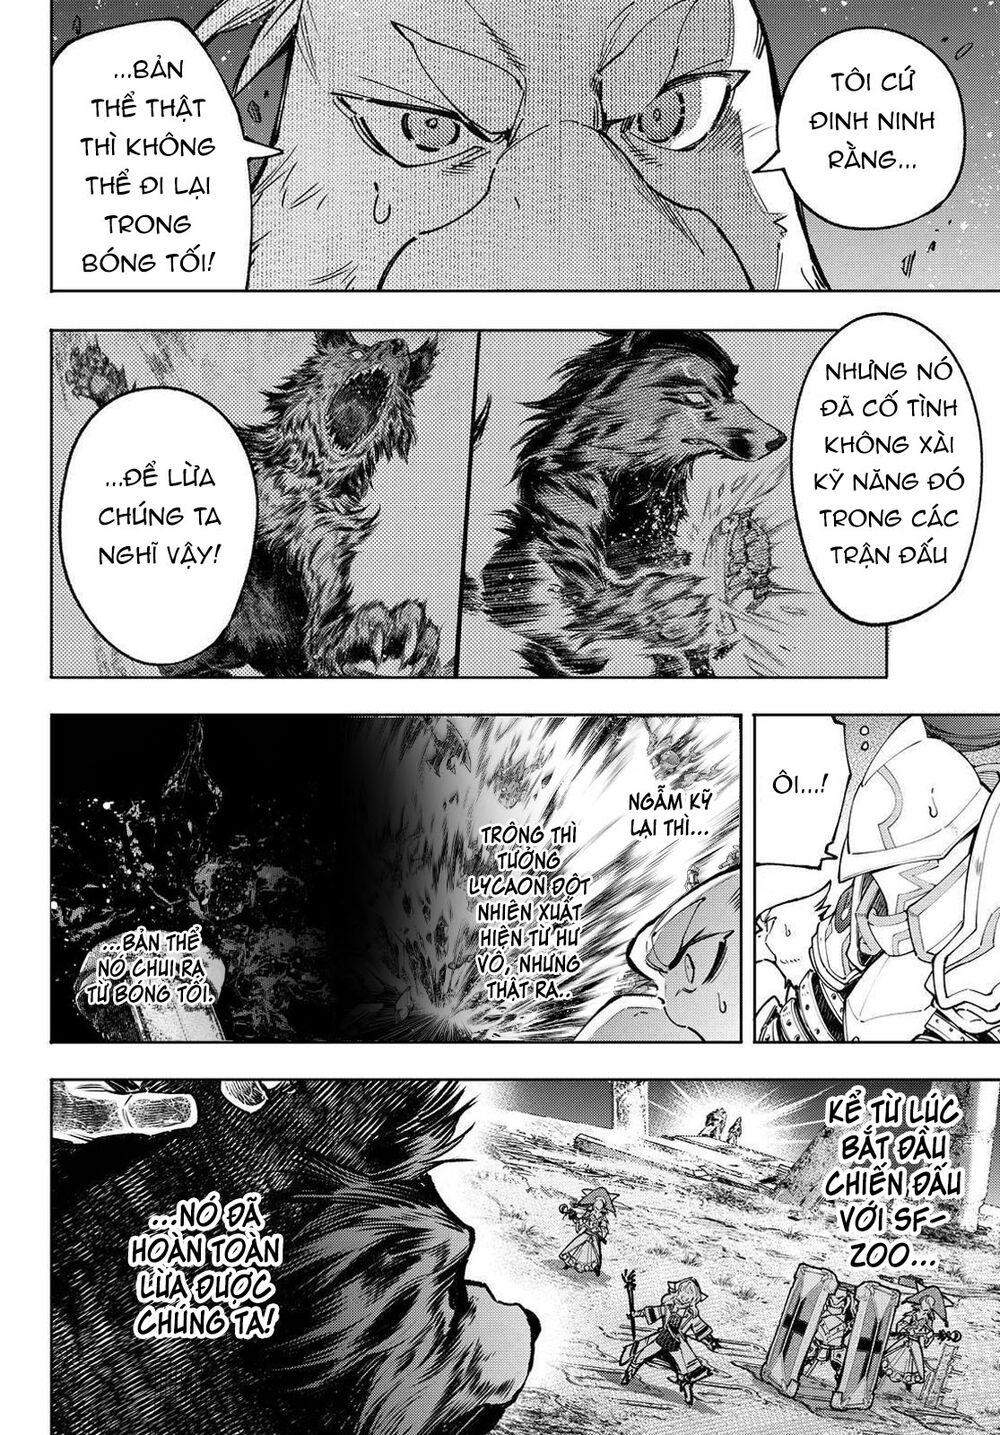 TÔI CỨ
ĐINH NINH
RẰNG...
...BẢN
THỂ THẬT
THÌ KHÔNG
THỂ ĐI LẠI
TRONG
BÓNG TỐI!
NHƯNG NÓ
ĐÃ CỐ TÌNH
KHÔNG XÀI
KỸ NĂNG ĐÓ
TRONG CÁC
TRẬN ĐẤU
...ĐỂ LỪA
CHÚNG TA
NGHĨ VẬY!
ÔI...!
NGẪM KỸ
LẠI THÌ...
TRÔNG THÌ
TƯỞNG
LYCAON ĐỘT
NHIÊN XUẤT
HIỆN TỪ HƯ
VÔ, NHƯNG
THẬT RA..
...BẢN THỂ
NÓ CHUI RA
TỪ BÓNG TỐI.
KỂ TỪ LÚC
BẮT ĐẦU
CHIẾN ĐẤU
VỚI SF-
ZOO...
...NÓ ĐÃ
HOÀN TOÀN
LỪA ĐƯỢC
CHÚNG TA!